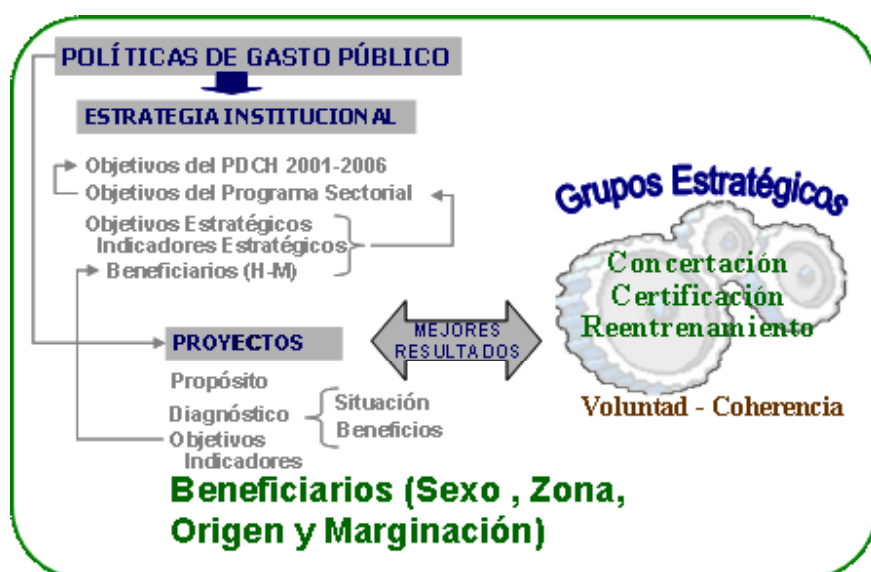 POLÍTICAS DE GASTO PÚBLICO
ESTRATEGIA INSTITUCIONAL
Objetivos del PDCH 2001-2006
Objetivos del Programa Sectorial
Objetivos Estratégicos
Indicadores Estratégicos
Beneficiarios (H-M)
PROYECTOS
Propósito
Diagnóstico
Situación
Beneficios
Objetivos
Indicadores
Beneficiarios (Sexo , Zona,
Origen y Marginación)
MEJORES
RESULTADOS
Grupos Estratégicos
Concertación
Certificación
Reentrenamiento
Voluntad - Coherencia